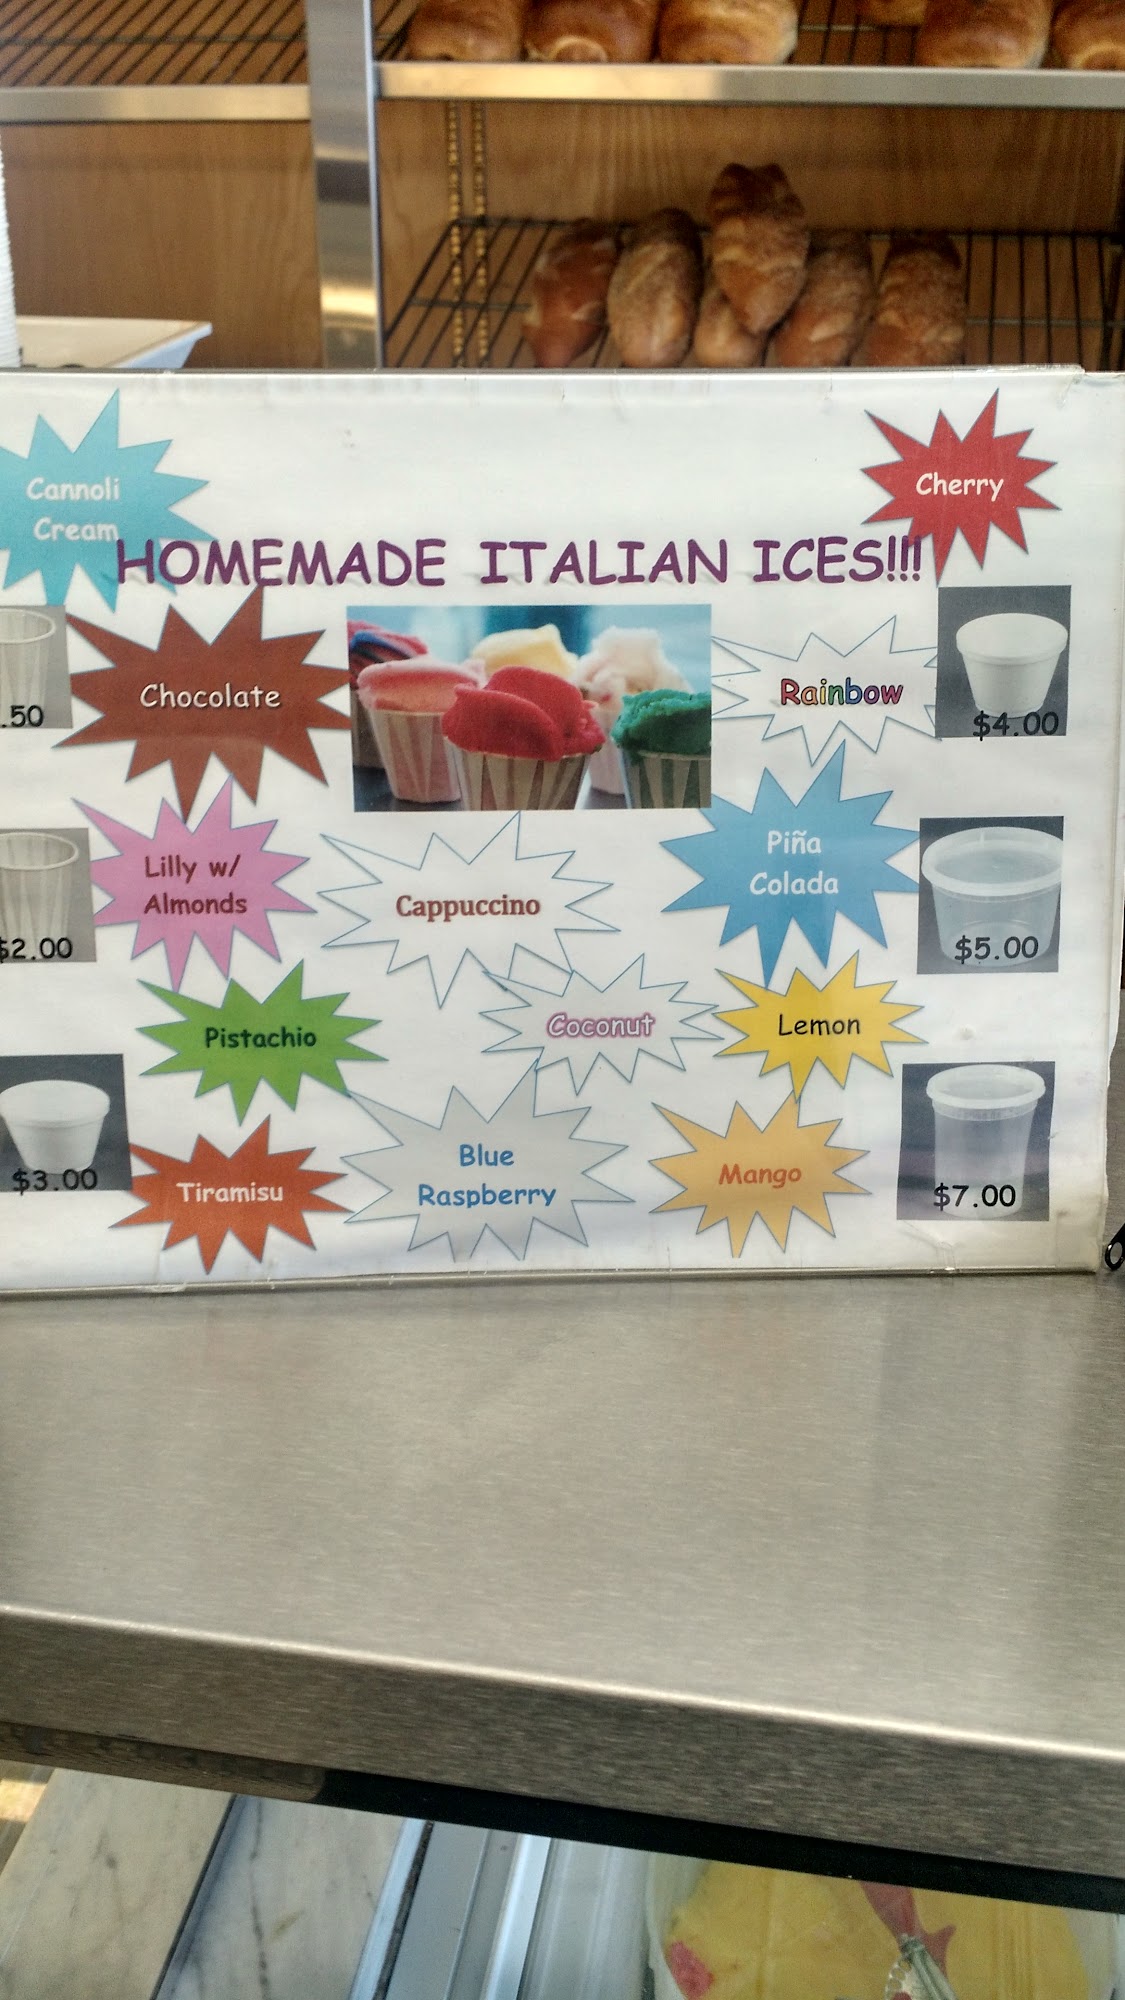 Cannoli
Cream
Cherry
HOMEMADE ITALIAN ICES!!!
.50
Chocolate
Rainbow
$4.00
Lilly w/
Almonds
Cappuccino
Piña
Colada
$2.00
$5.00
Pistachio
Coconut
Lemon
$3.00
Tiramisu
Blue
Raspberry
Mango
$7.00